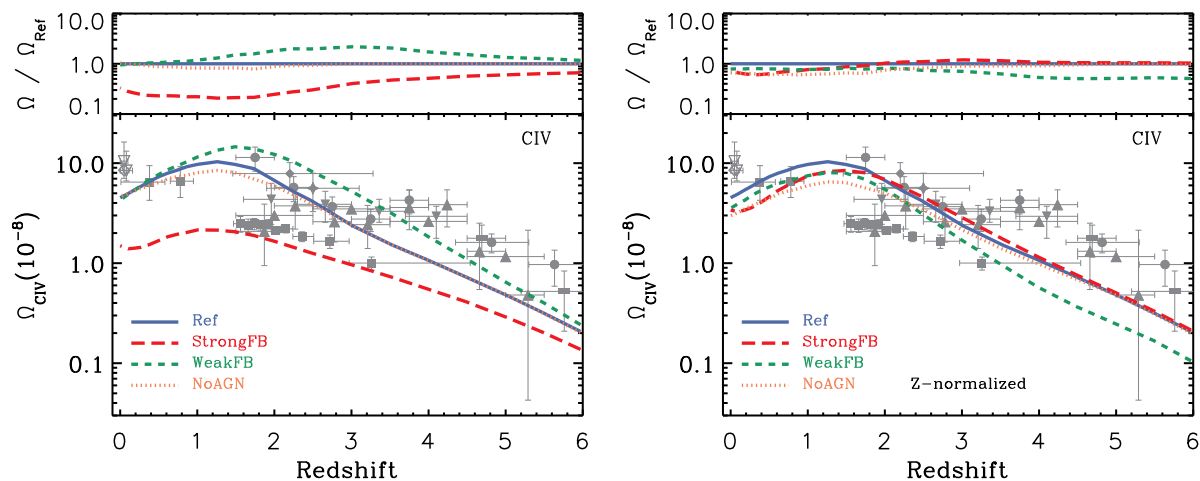 Ω / Ω_Ref
10.0
1.0
0.1
CIV
Ω_CIV(10^-8)
10.0
1.0
0.1
Ref
StrongFB
WeakFB
NoAGN
0 1 2 3 4 5 6
Redshift
Ω / Ω_Ref
10.0
1.0
0.1
CIV
Ω_CIV(10^-8)
10.0
1.0
0.1
Ref
StrongFB
WeakFB
NoAGN
Z-normalized
0 1 2 3 4 5 6
Redshift